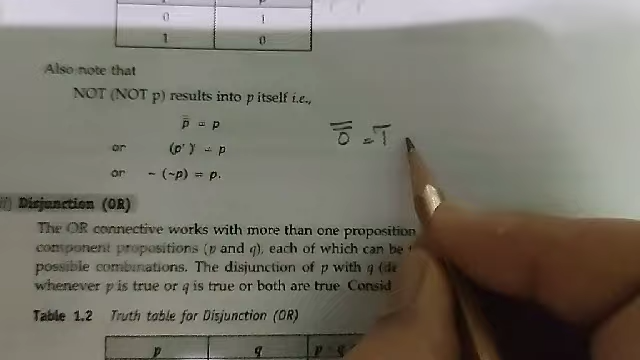 0 1
1 0
Also note that
NOT (NOT p) results into p itself i.e.,
p̿ = p
0̿ = 1̅
or (p')' = p
or ~ (~p) = p.
Disjunction (OR)
The OR connective works with more than one proposition
component propositions (p and q), each of which can be
possible combinations. The disjunction of p with q (de
whenever p is true or q is true or both are true Consid
Table 1.2 Truth table for Disjunction (OR)
p q p